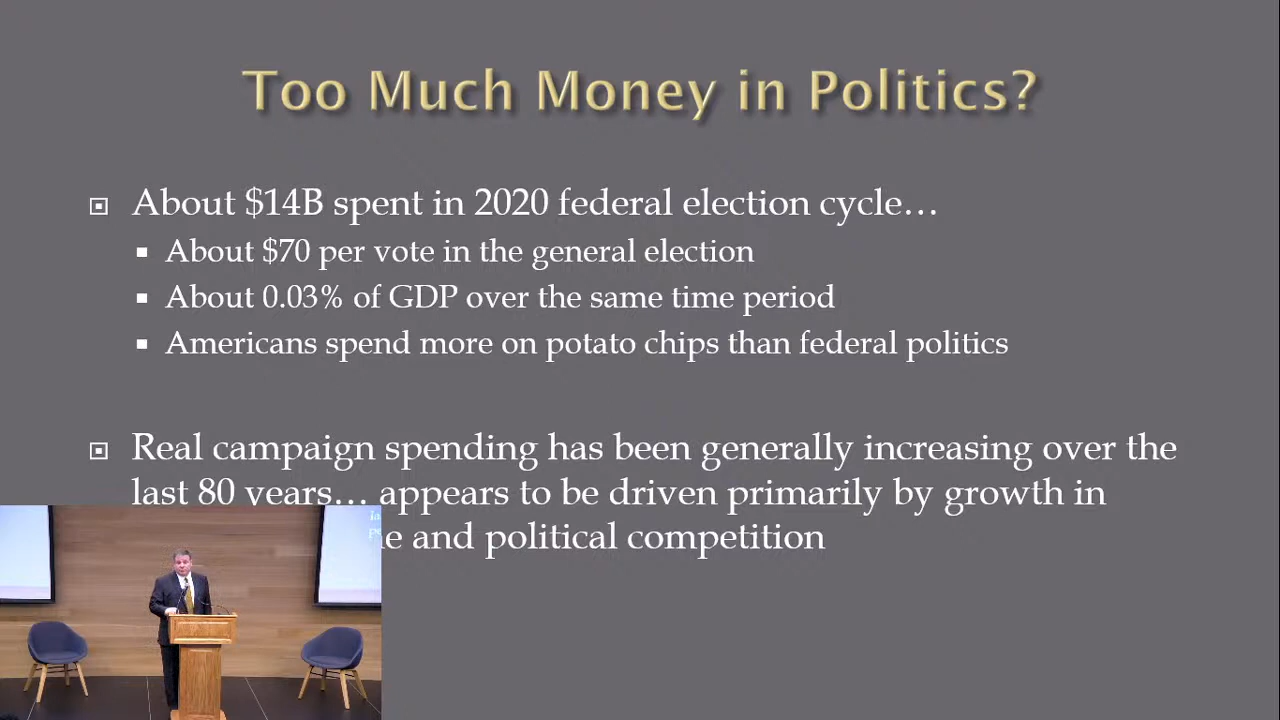 Too Much Money in Politics?
About $14B spent in 2020 federal election cycle…
About $70 per vote in the general election
About 0.03% of GDP over the same time period
Americans spend more on potato chips than federal politics
Real campaign spending has been generally increasing over the
last 80 years… appears to be driven primarily by growth in
and political competition